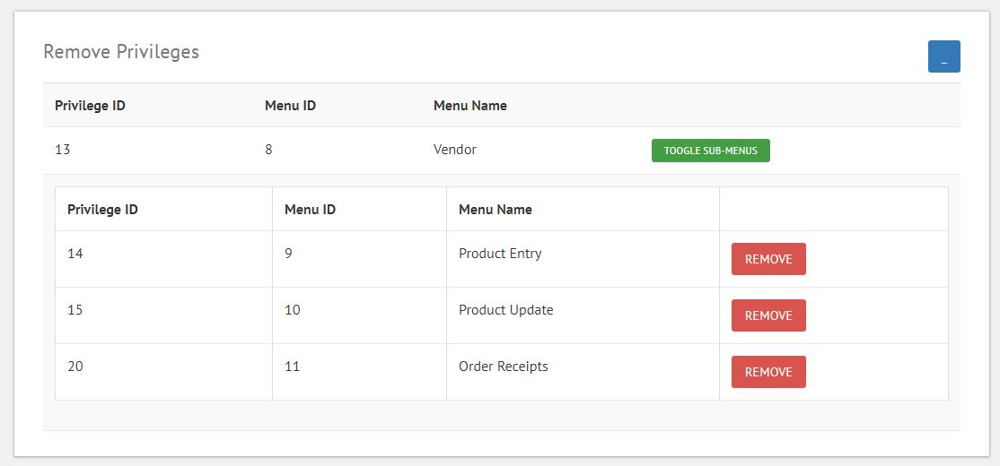 Remove Privileges
_
Privilege ID Menu ID Menu Name
13 8 Vendor TOOGLE SUB-MENUS
Privilege ID Menu ID Menu Name
14 9 Product Entry REMOVE
15 10 Product Update REMOVE
20 11 Order Receipts REMOVE